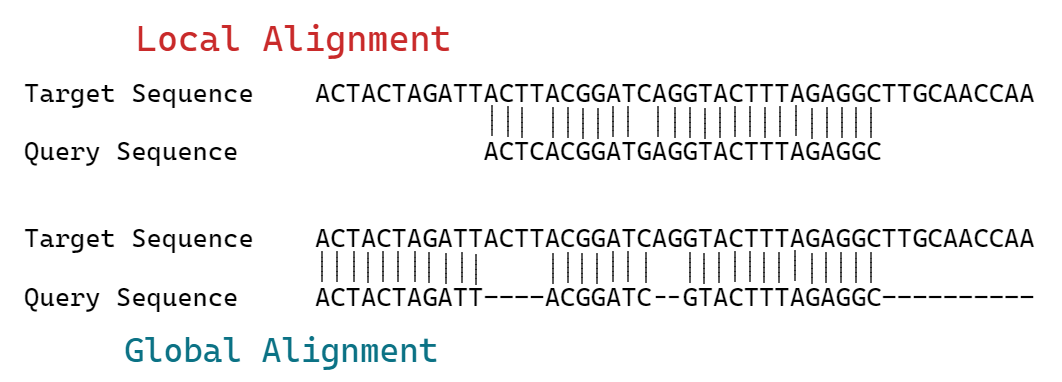 Local Alignment
Target Sequence ACTACTAGATTACTTACGGATCAGGTACTTTAGAGGCTTGCAACCAA
Query Sequence ACTCACGGATGAGGTACTTTAGAGGC
Target Sequence ACTACTAGATTACTTACGGATCAGGTACTTTAGAGGCTTGCAACCAA
Query Sequence ACTACTAGATT----ACGGATC--GTACTTTAGAGGC----------
Global Alignment